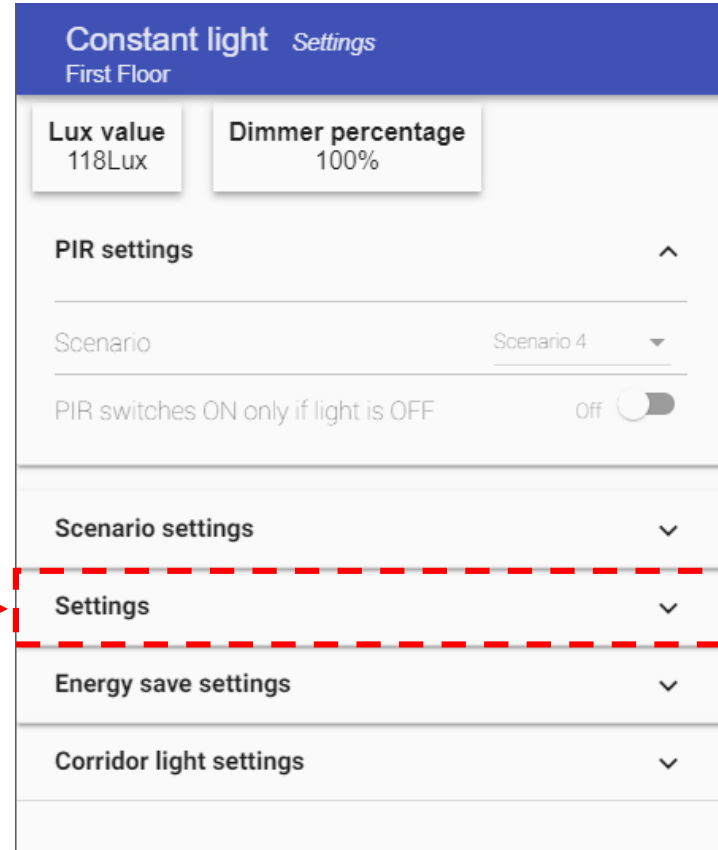 Constant light Settings
First Floor
Lux value
118Lux
Dimmer percentage
100%
PIR settings
Scenario Scenario 4
PIR switches ON only if light is OFF Off
Scenario settings
Settings
Energy save settings
Corridor light settings